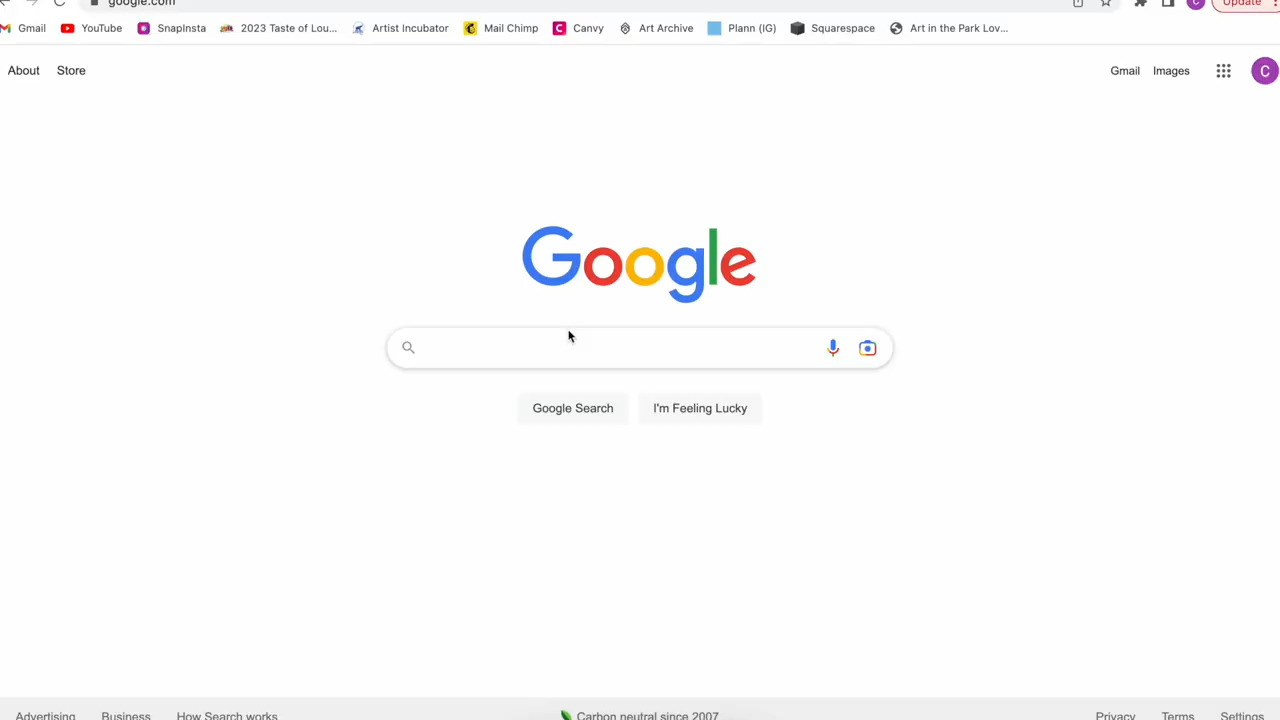 google.com
Update
Gmail YouTube SnapInsta 2023 Taste of Lou... Artist Incubator Mail Chimp Canvy Art Archive Plann (IG) Squarespace Art in the Park Lov...
About Store Gmail Images C
Google
Google Search I'm Feeling Lucky
Advertising Business How Search works Carbon neutral since 2007 Privacy Terms Settings